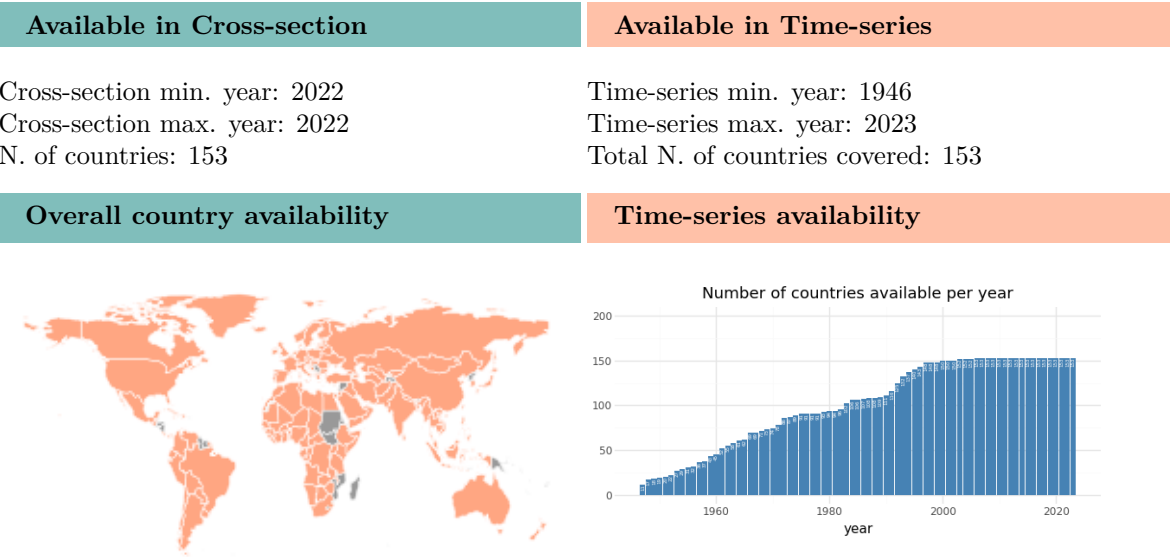 Available in Cross-section
Available in Time-series
Cross-section min. year: 2022
Cross-section max. year: 2022
N. of countries: 153
Time-series min. year: 1946
Time-series max. year: 2023
Total N. of countries covered: 153
Overall country availability
Time-series availability
Number of countries available per year
200
150
100
50
0
1960
1980
2000
2020
year